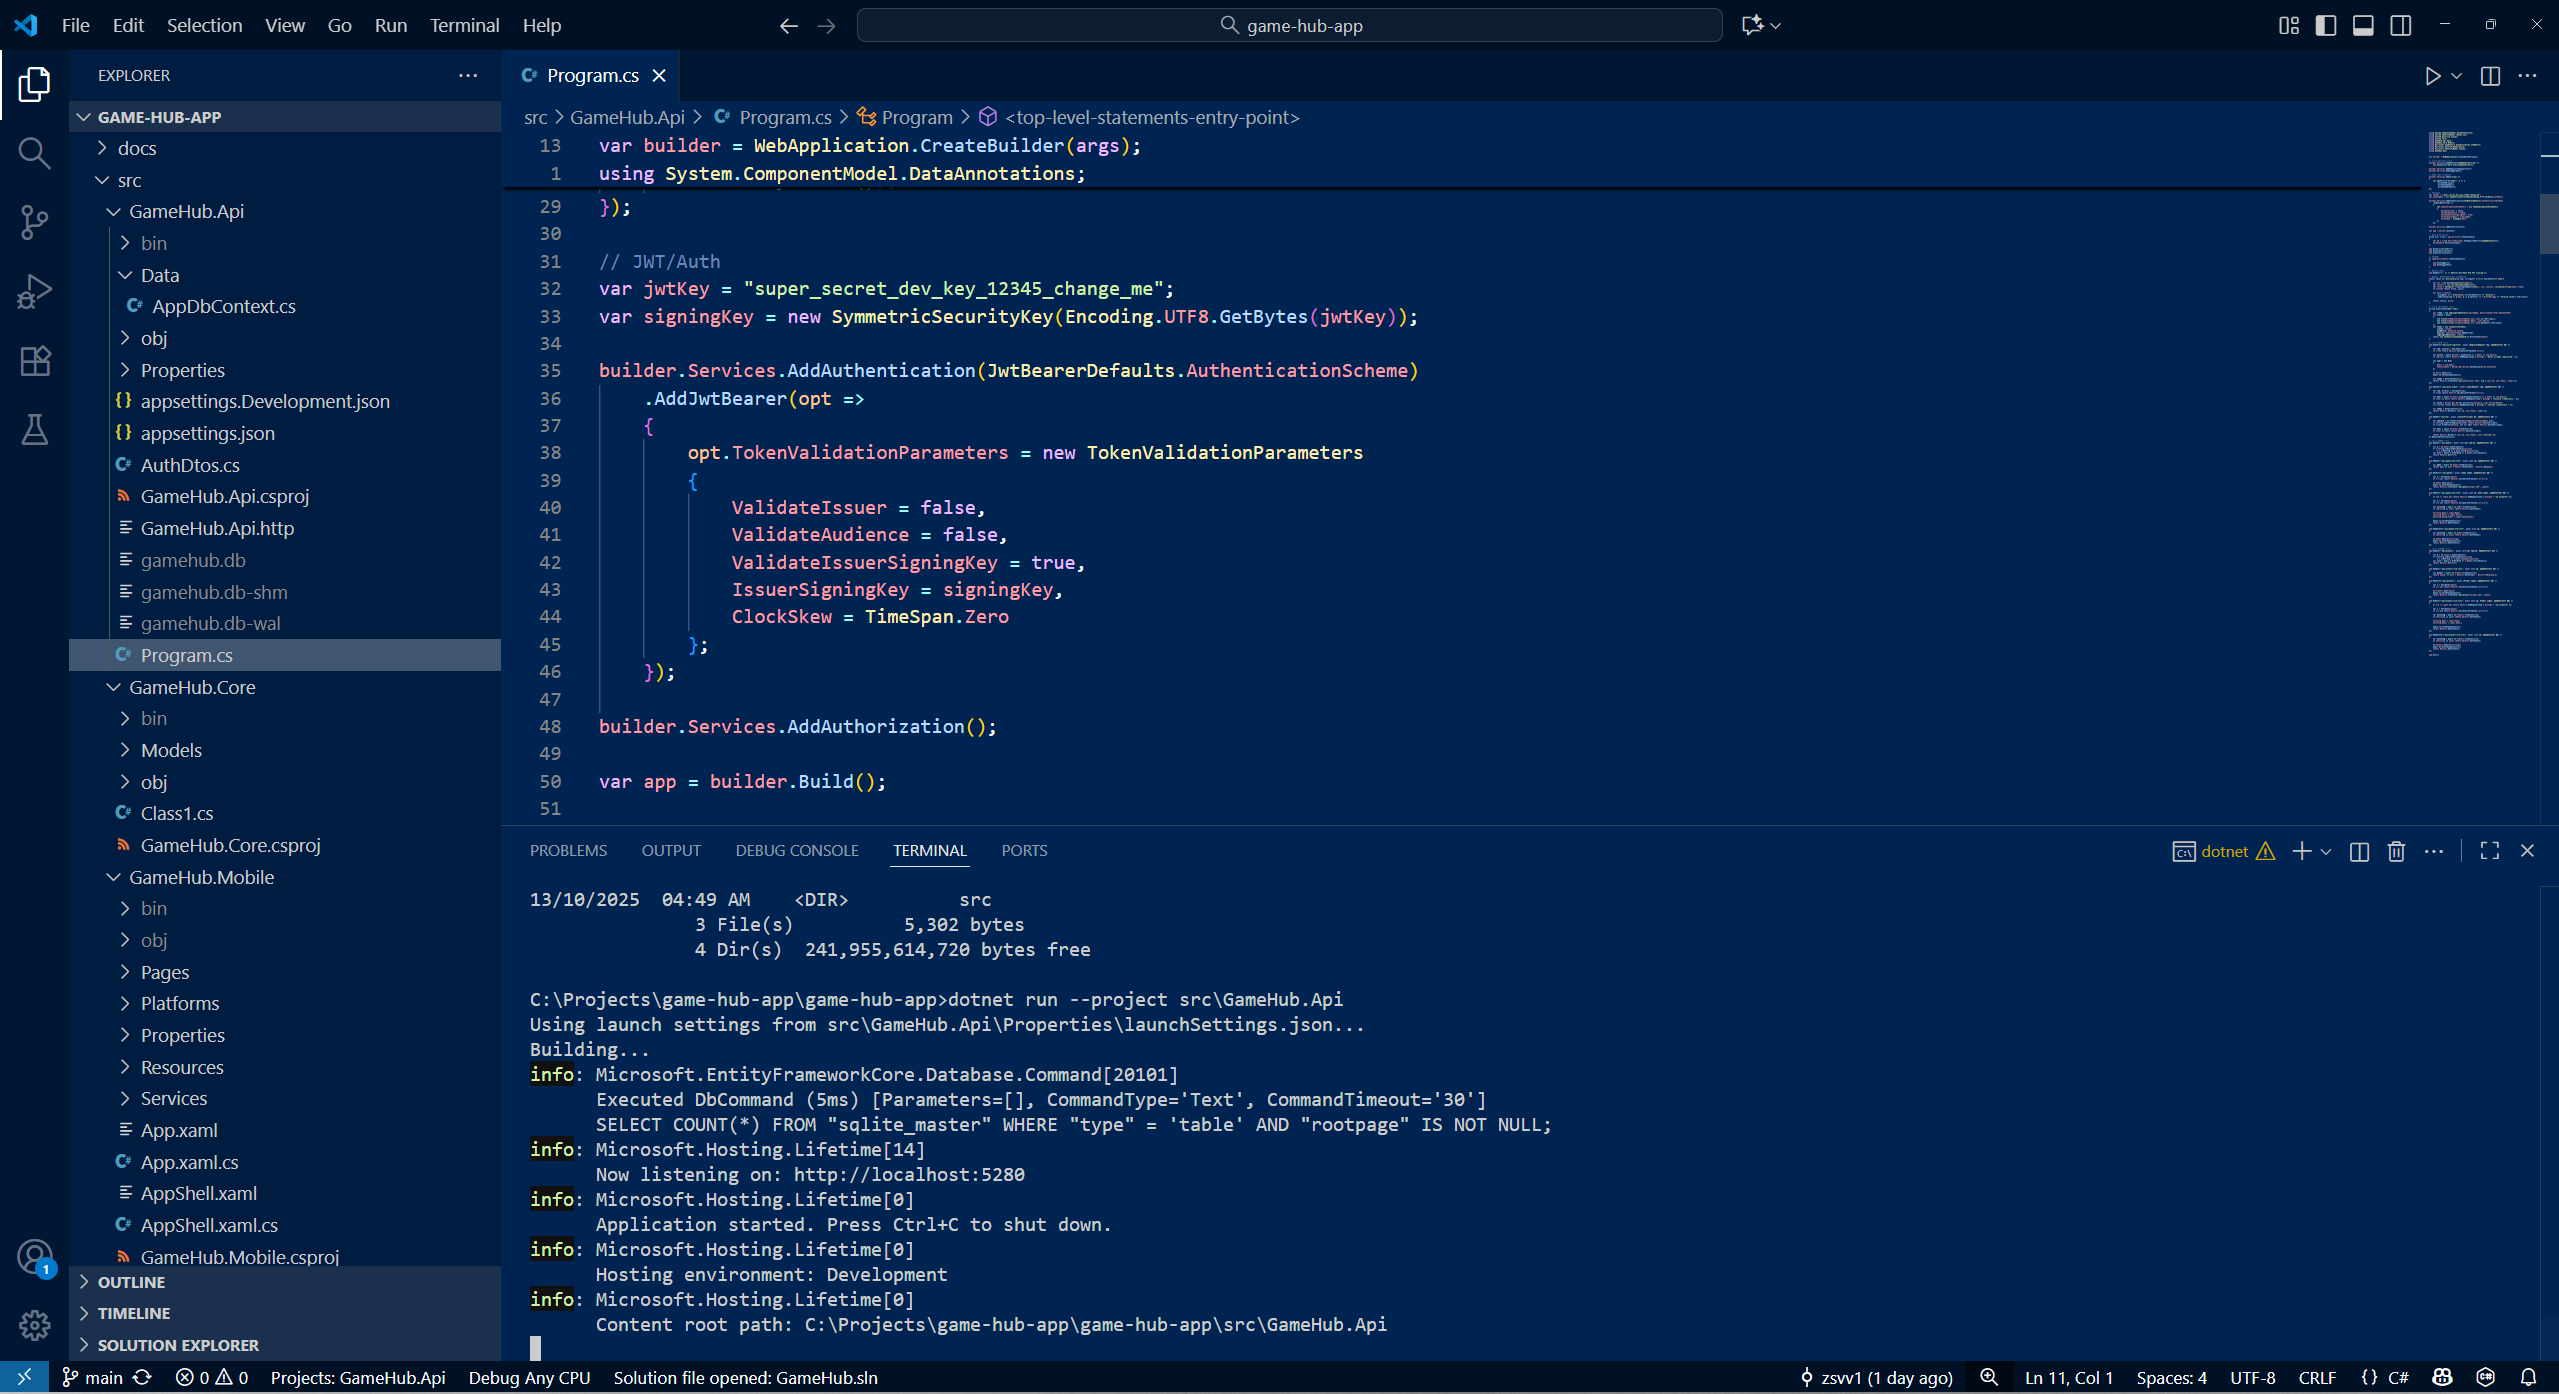 File Edit Selection View Go Run Terminal Help
game-hub-app
EXPLORER
GAME-HUB-APP
docs
src
GameHub.Api
bin
Data
C# AppDbContext.cs
obj
Properties
{} appsettings.Development.json
{} appsettings.json
C# AuthDtos.cs
GameHub.Api.csproj
GameHub.Api.http
gamehub.db
gamehub.db-shm
gamehub.db-wal
C# Program.cs
GameHub.Core
bin
Models
obj
C# Class1.cs
GameHub.Core.csproj
GameHub.Mobile
bin
obj
Pages
Platforms
Properties
Resources
Services
App.xaml
C# App.xaml.cs
AppShell.xaml
C# AppShell.xaml.cs
GameHub.Mobile.csproj
OUTLINE
TIMELINE
SOLUTION EXPLORER
1
C# Program.cs
src > GameHub.Api > C# Program.cs > Program > <top-level-statements-entry-point>
13 var builder = WebApplication.CreateBuilder(args);
1 using System.ComponentModel.DataAnnotations;
29 });
30
31 // JWT/Auth
32 var jwtKey = "super_secret_dev_key_12345_change_me";
33 var signingKey = new SymmetricSecurityKey(Encoding.UTF8.GetBytes(jwtKey));
34
35 builder.Services.AddAuthentication(JwtBearerDefaults.AuthenticationScheme)
36 .AddJwtBearer(opt =>
37 {
38 opt.TokenValidationParameters = new TokenValidationParameters
39 {
40 ValidateIssuer = false,
41 ValidateAudience = false,
42 ValidateIssuerSigningKey = true,
43 IssuerSigningKey = signingKey,
44 ClockSkew = TimeSpan.Zero
45 };
46 });
47
48 builder.Services.AddAuthorization();
49
50 var app = builder.Build();
51
PROBLEMS OUTPUT DEBUG CONSOLE TERMINAL PORTS
dotnet
13/10/2025 04:49 AM <DIR> src
3 File(s) 5,302 bytes
4 Dir(s) 241,955,614,720 bytes free
C:\Projects\game-hub-app\game-hub-app>dotnet run --project src\GameHub.Api
Using launch settings from src\GameHub.Api\Properties\launchSettings.json...
Building...
info: Microsoft.EntityFrameworkCore.Database.Command[20101]
Executed DbCommand (5ms) [Parameters=[], CommandType='Text', CommandTimeout='30']
SELECT COUNT(*) FROM "sqlite_master" WHERE "type" = 'table' AND "rootpage" IS NOT NULL;
info: Microsoft.Hosting.Lifetime[14]
Now listening on: http://localhost:5280
info: Microsoft.Hosting.Lifetime[0]
Application started. Press Ctrl+C to shut down.
info: Microsoft.Hosting.Lifetime[0]
Hosting environment: Development
info: Microsoft.Hosting.Lifetime[0]
Content root path: C:\Projects\game-hub-app\game-hub-app\src\GameHub.Api
main 0 0 Projects: GameHub.Api Debug Any CPU Solution file opened: GameHub.sln zsvv1 (1 day ago) Ln 11, Col 1 Spaces: 4 UTF-8 CRLF {} C#